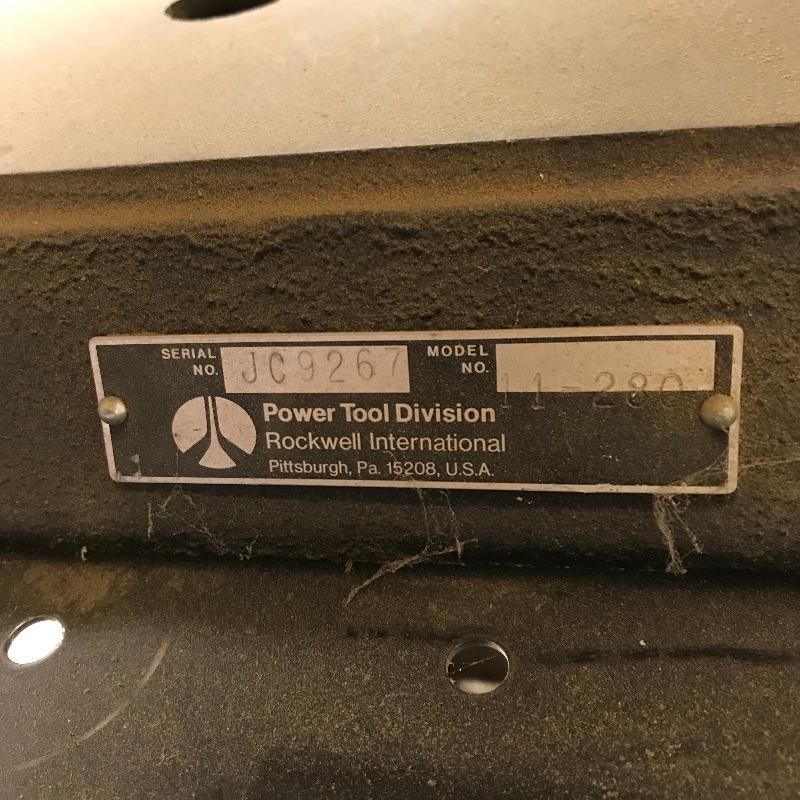 SERIAL NO. JC9267 MODEL NO. 11-280
Power Tool Division
Rockwell International
Pittsburgh, Pa. 15208, U.S.A.